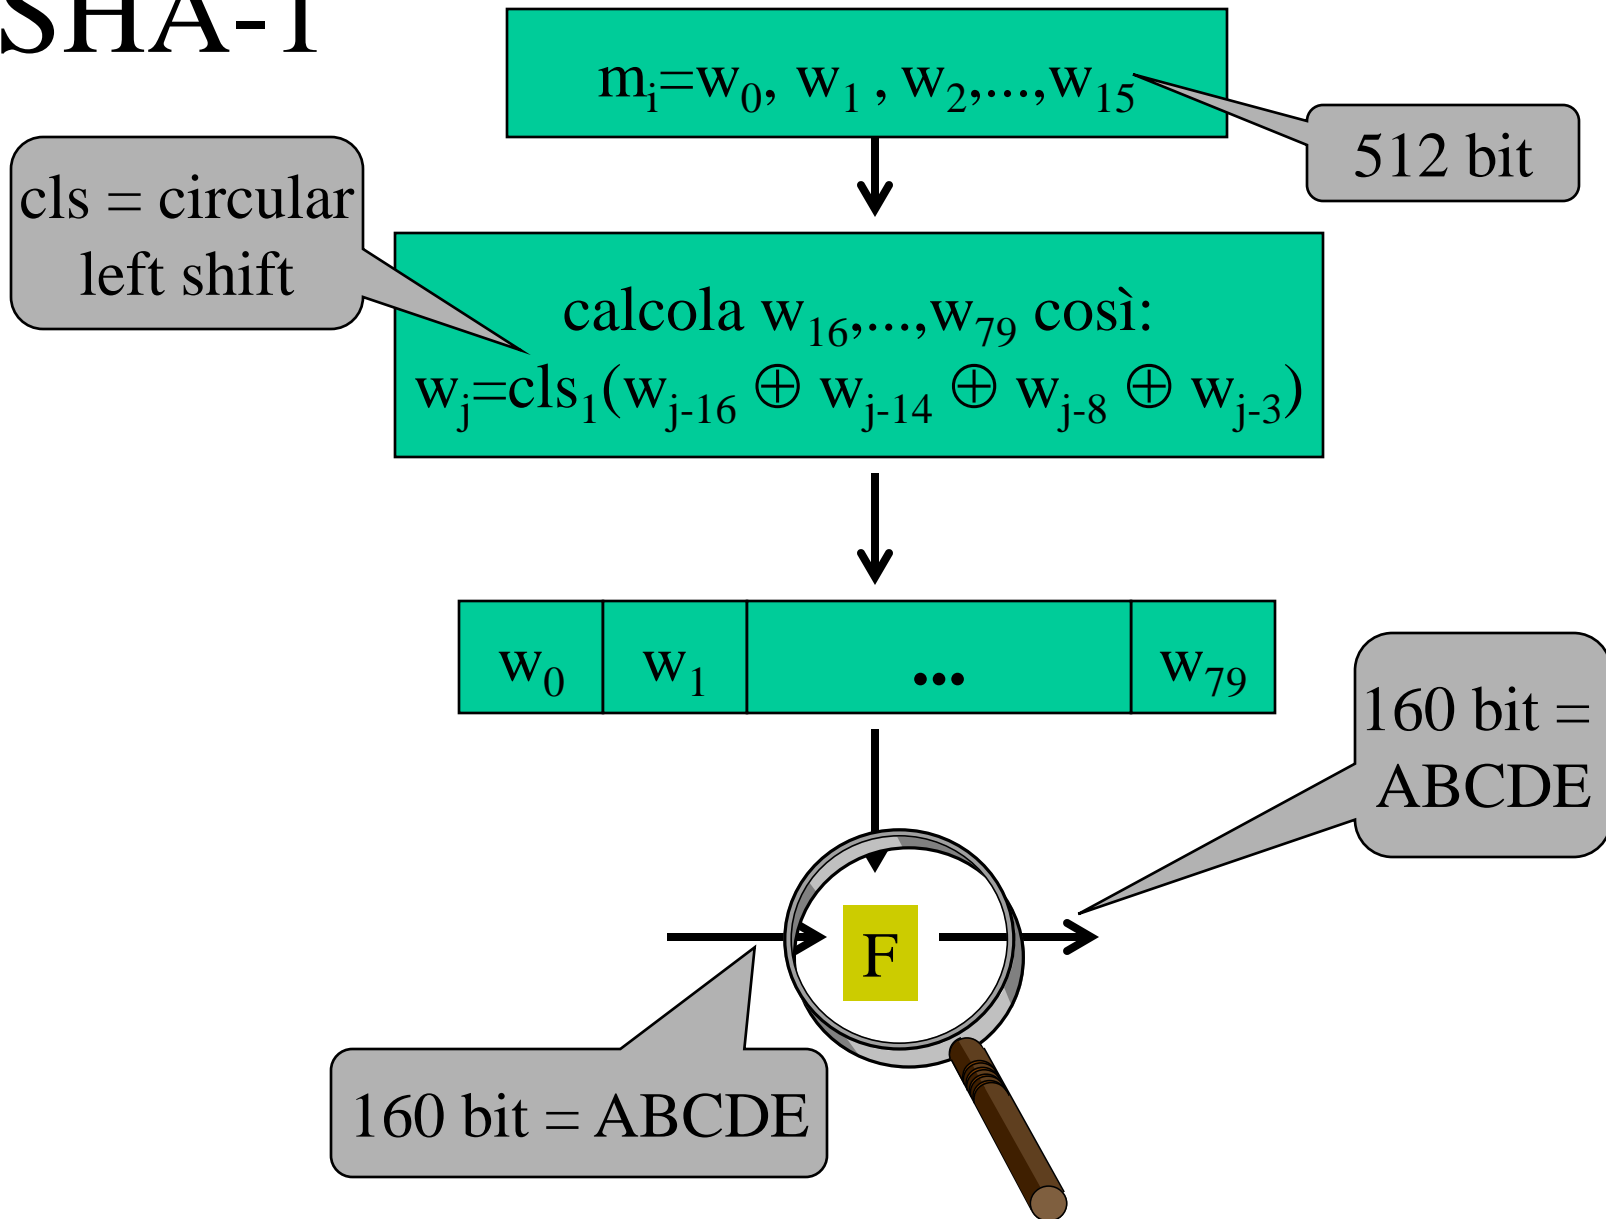 SHA-1
mᵢ=w₀, w₁ , w₂,...,w₁₅
512 bit
cls = circular
left shift
calcola w₁₆,...,w₇₉ così:
wⱼ=cls₁(wⱼ₋₁₆ ⊕ wⱼ₋₁₄ ⊕ wⱼ₋₈ ⊕ wⱼ₋₃)
w₀ w₁ ... w₇₉
160 bit =
ABCDE
F
160 bit = ABCDE